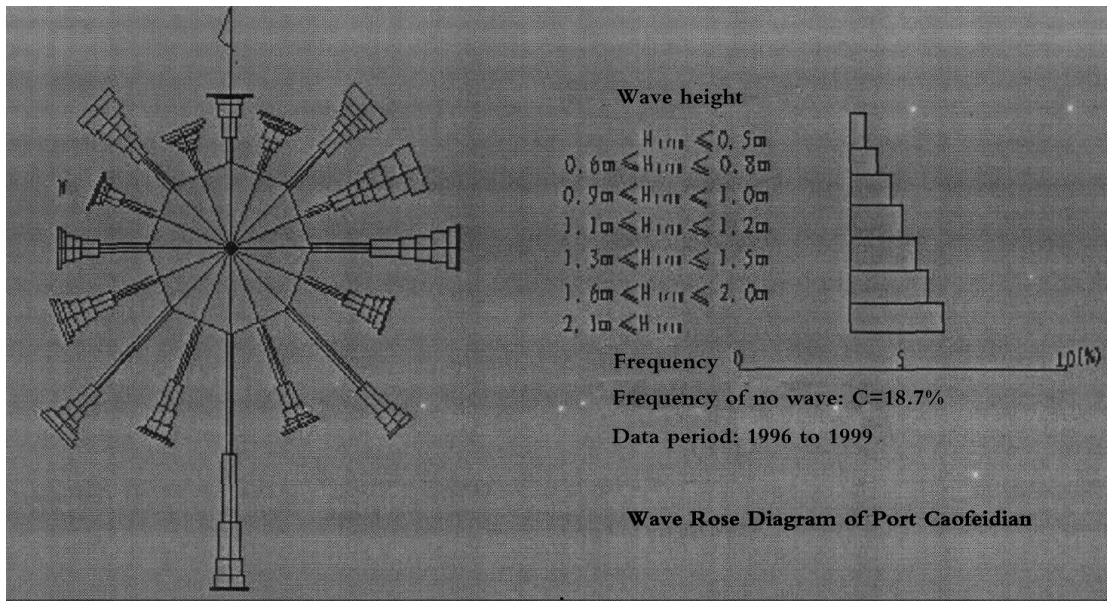 Wave height
H1/10 ⩽0.5m
0.6m⩽H1/10 ⩽0.8m
0.9m⩽H1/10 ⩽1.0m
1.1m⩽H1/10 ⩽1.2m
1.3m⩽H1/10 ⩽1.5m
1.6m⩽H1/10 ⩽2.0m
2.1m⩽H1/10
Frequency 0 5 10(%)
Frequency of no wave: C=18.7%
Data period: 1996 to 1999
Wave Rose Diagram of Port Caofeidian